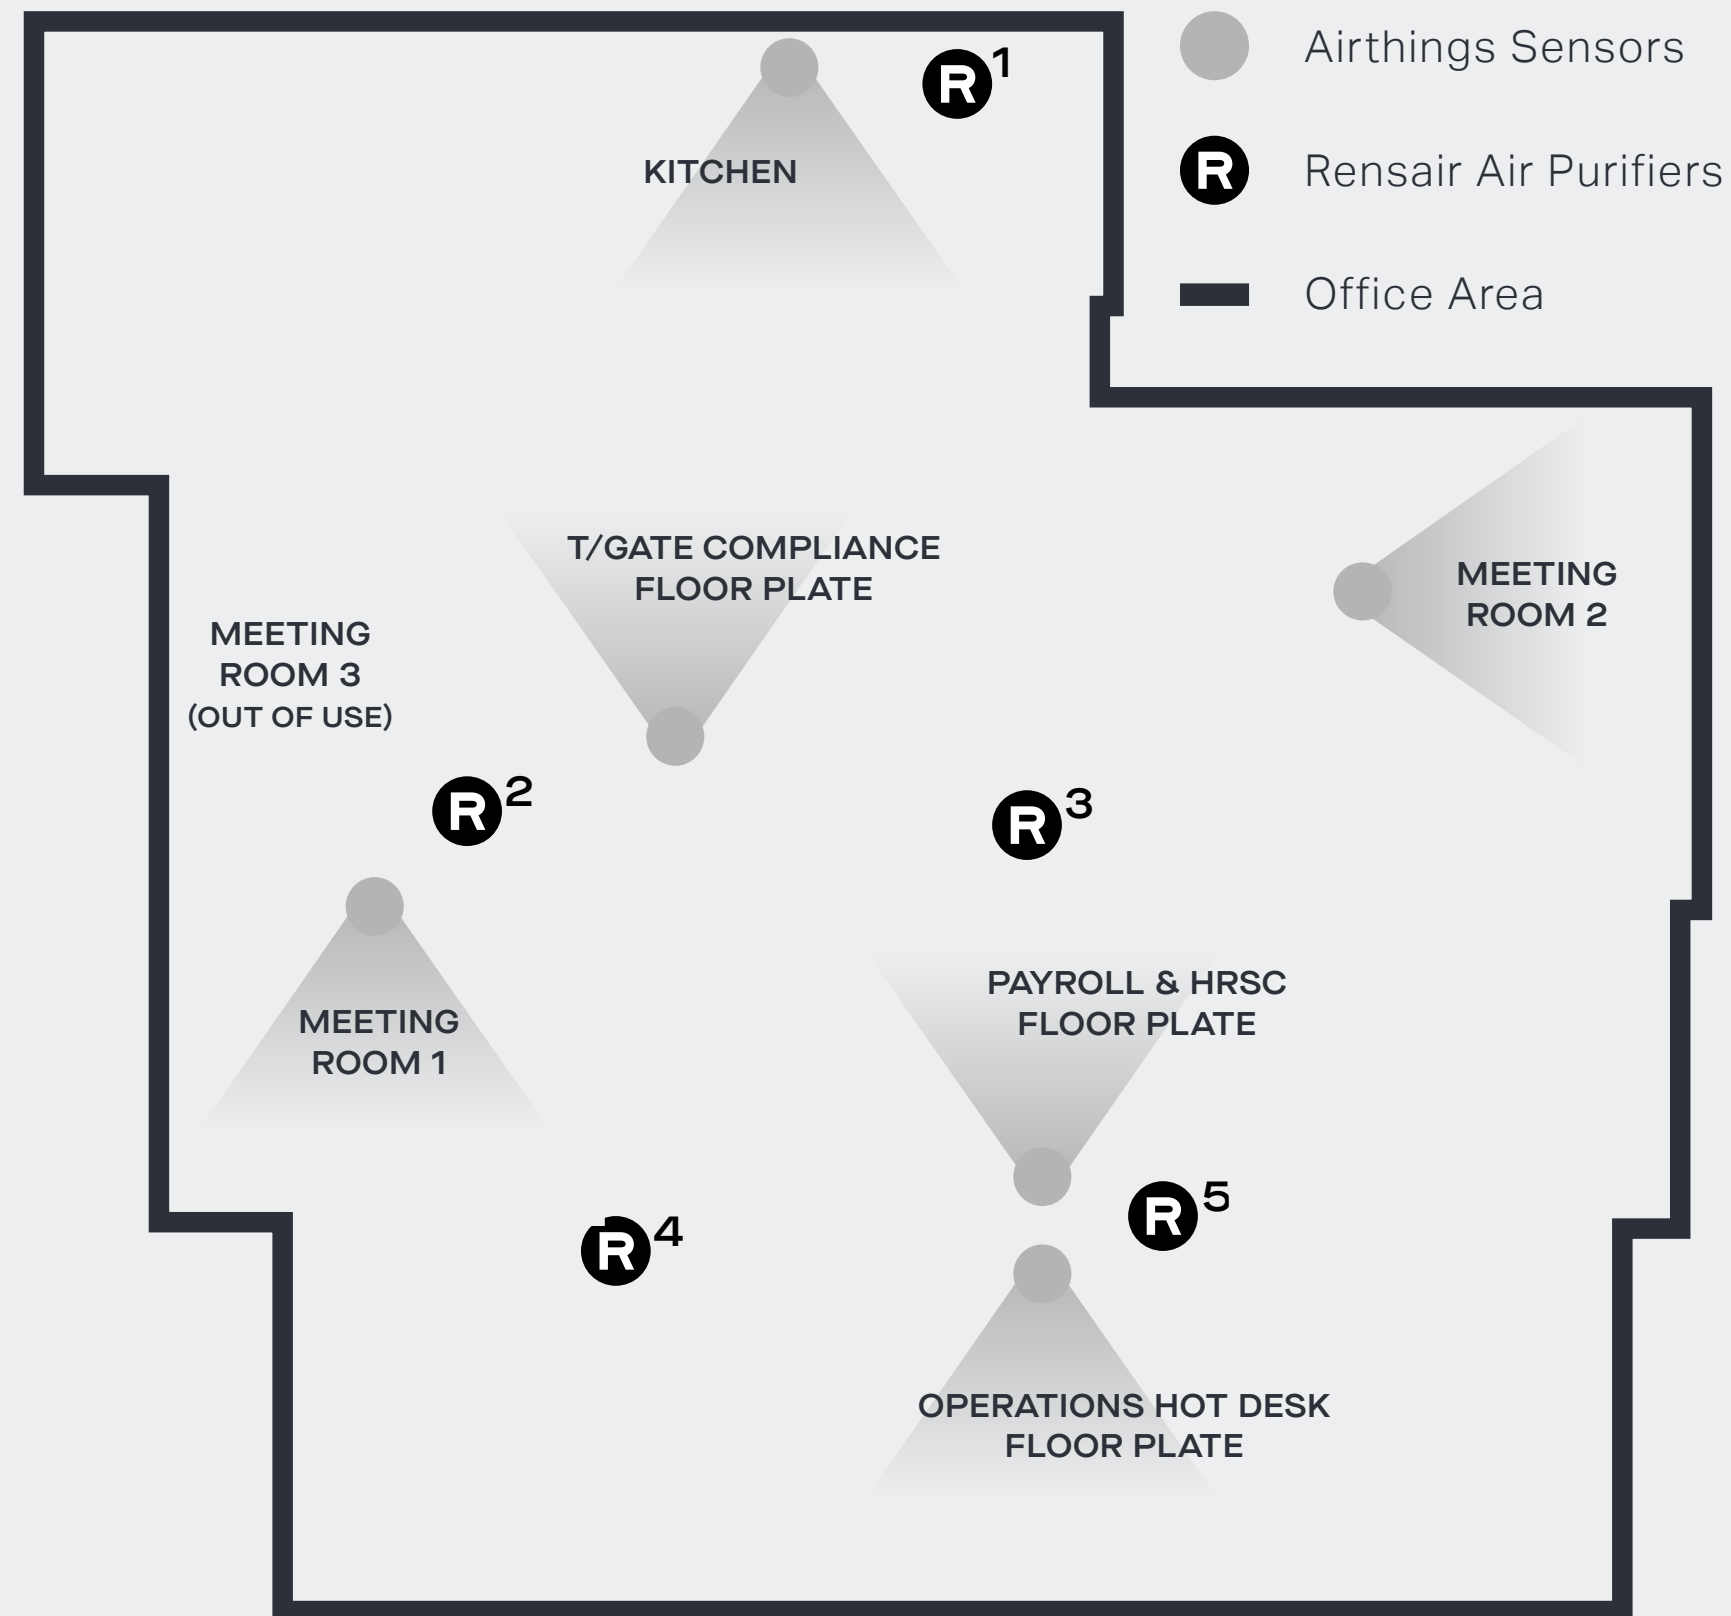 R1
Airthings Sensors
R
Rensair Air Purifiers
KITCHEN
Office Area
T/GATE COMPLIANCE
FLOOR PLATE
MEETING
ROOM 2
MEETING
ROOM 3
(OUT OF USE)
R2
R3
MEETING
ROOM 1
PAYROLL & HRSC
FLOOR PLATE
R4
R5
OPERATIONS HOT DESK
FLOOR PLATE